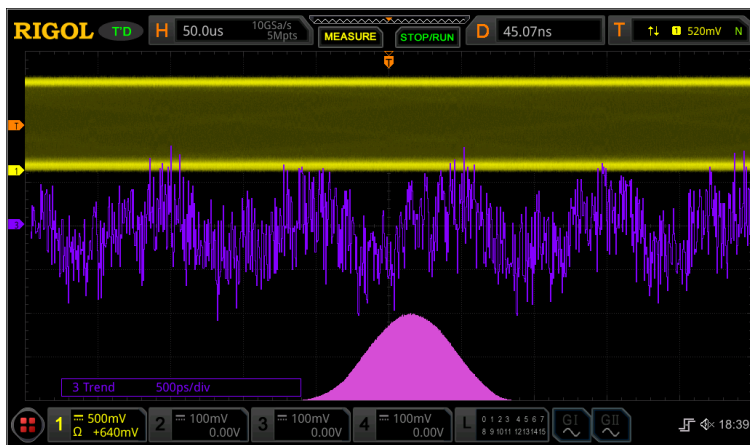 RIGOL T'D H 50.0us 10GSa/s 5Mpts MEASURE STOP/RUN D 45.07ns T 1 520mV N
T
T
1
3 Trend 500ps/div
1 500mV Ω +640mV 2 100mV 0.00V 3 100mV 0.00V 4 100mV 0.00V L 0 1 2 3 4 5 6 7 8 9 10 11 12 13 14 15 GI GII 18:39